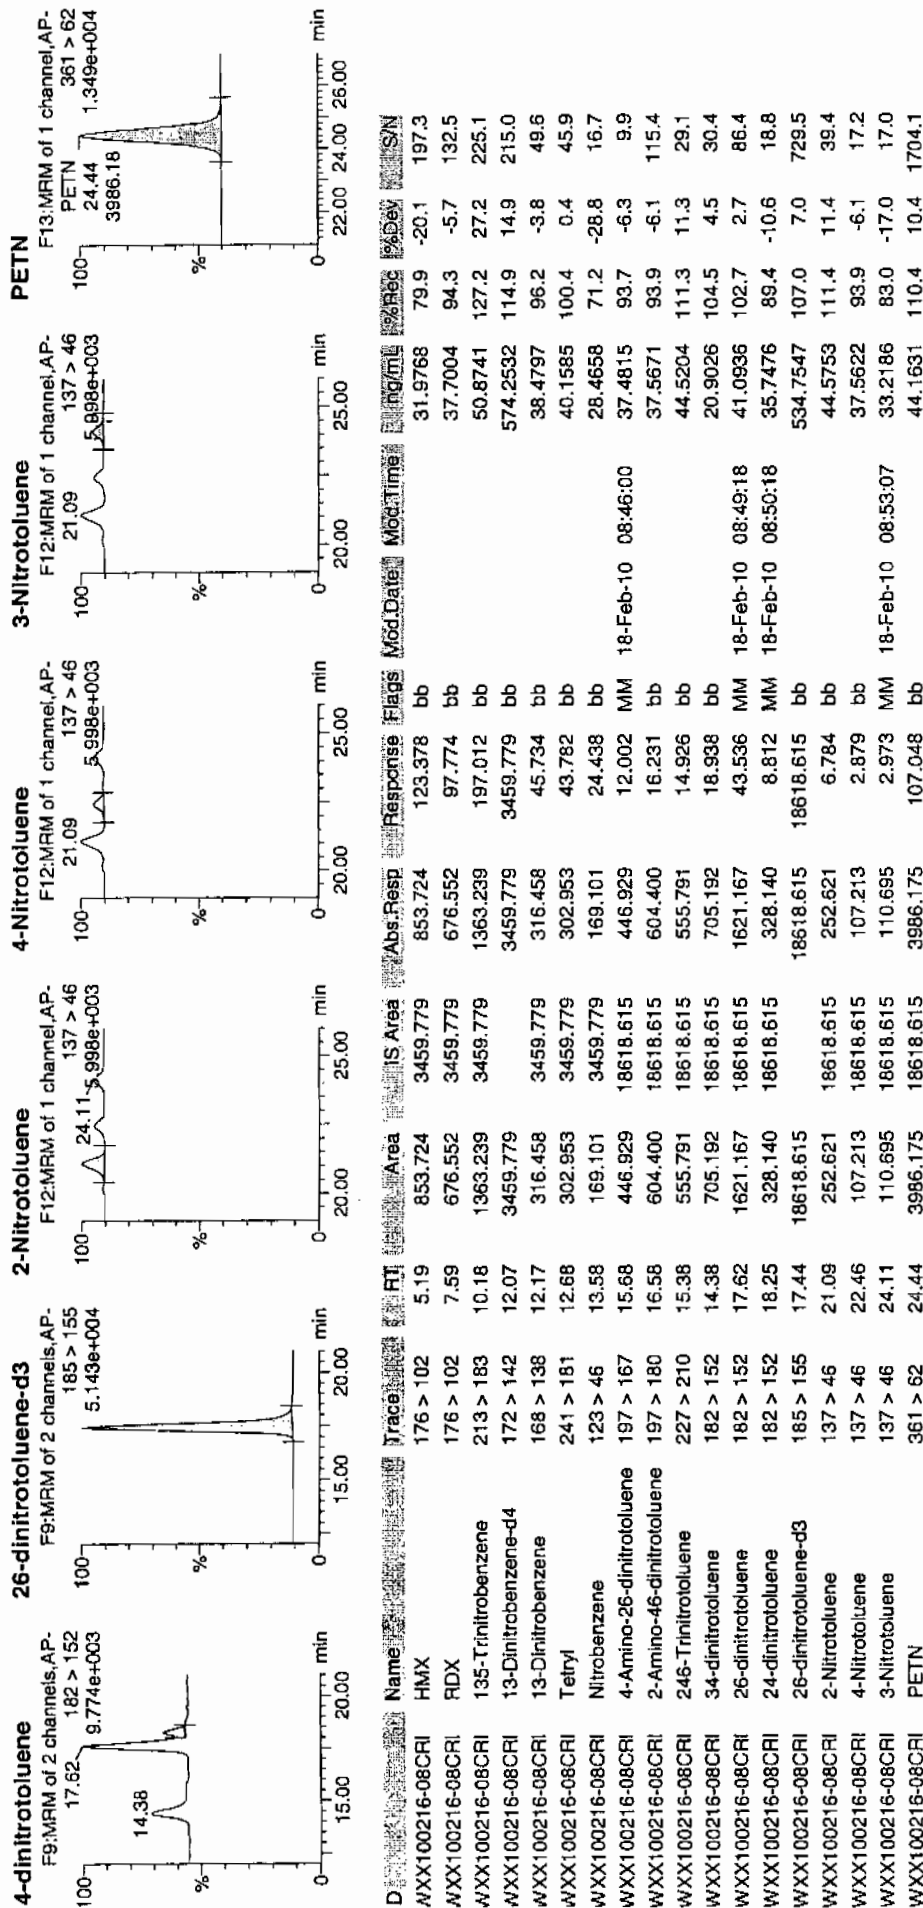 4-dinitrotoluene
F9:MRM of 2 channels,AP-
182 > 152
9.774e+003
17.62
14.38
100
%
0
15.00 20.00 min
26-dinitrotoluene-d3
F9:MRM of 2 channels,AP-
185 > 155
5.143e+004
100
%
0
15.00 20.00 min
2-Nitrotoluene
F12:MRM of 1 channel,AP-
137 > 46
5.998e+003
24.11
100
%
0
20.00 25.00 min
4-Nitrotoluene
F12:MRM of 1 channel,AP-
137 > 46
5.998e+003
21.09
100
%
0
20.00 25.00 min
3-Nitrotoluene
F12:MRM of 1 channel,AP-
137 > 46
5.998e+003
21.09
100
%
0
20.00 25.00 min
PETN
F13:MRM of 1 channel,AP-
361 > 62
1.349e+004
PETN
24.44
3986.18
100
%
0
22.00 24.00 26.00 min
D Name Trace RT Area IS Area Abs.Resp Response Flags Mod.Date Mod.Time ng/mL %Rec %Dev S/N
WXX100216-08CRI HMX 176 > 102 5.19 853.724 3459.779 853.724 123.378 bb 31.9768 79.9 -20.1 197.3
WXX100216-08CRI RDX 176 > 102 7.59 676.552 3459.779 676.552 97.774 bb 37.7004 94.3 -5.7 132.5
WXX100216-08CRI 135-Trinitrobenzene 213 > 183 10.18 1363.239 3459.779 1363.239 197.012 bb 50.8741 127.2 27.2 225.1
WXX100216-08CRI 13-Dinitrobenzene-d4 172 > 142 12.07 3459.779 3459.779 3459.779 bb 574.2532 114.9 14.9 215.0
WXX100216-08CRI 13-Dinitrobenzene 168 > 138 12.17 316.458 3459.779 316.458 45.734 bb 38.4797 96.2 -3.8 49.6
WXX100216-08CRI Tetryl 241 > 181 12.68 302.953 3459.779 302.953 43.782 bb 40.1585 100.4 0.4 45.9
WXX100216-08CRI Nitrobenzene 123 > 46 13.58 169.101 3459.779 169.101 24.438 bb 28.4658 71.2 -28.8 16.7
WXX100216-08CRI 4-Amino-26-dinitrotoluene 197 > 167 15.68 446.929 18618.615 446.929 12.002 MM 18-Feb-10 08:46:00 37.4815 93.7 -6.3 9.9
WXX100216-08CRI 2-Amino-46-dinitrotoluene 197 > 180 16.58 604.400 18618.615 604.400 16.231 bb 37.5671 93.9 -6.1 115.4
WXX100216-08CRI 246-Trinitrotoluene 227 > 210 15.38 555.791 18618.615 555.791 14.926 bb 44.5204 111.3 11.3 29.1
WXX100216-08CRI 34-dinitrotoluene 182 > 152 14.38 705.192 18618.615 705.192 18.938 bb 20.9026 104.5 4.5 30.4
WXX100216-08CRI 26-dinitrotoluene 182 > 152 17.62 1621.167 18618.615 1621.167 43.536 MM 18-Feb-10 08:49:18 41.0936 102.7 2.7 86.4
WXX100216-08CRI 24-dinitrotoluene 182 > 152 18.25 328.140 18618.615 328.140 8.812 MM 18-Feb-10 08:50:18 35.7476 89.4 -10.6 18.8
WXX100216-08CRI 26-dinitrotoluene-d3 185 > 155 17.44 18618.615 18618.615 18618.615 bb 534.7547 107.0 7.0 729.5
WXX100216-08CRI 2-Nitrotoluene 137 > 46 21.09 252.621 18618.615 252.621 6.784 bb 44.5753 111.4 11.4 39.4
WXX100216-08CRI 4-Nitrotoluene 137 > 46 22.46 107.213 18618.615 107.213 2.879 bb 37.5622 93.9 -6.1 17.2
WXX100216-08CRI 3-Nitrotoluene 137 > 46 24.11 110.695 18618.615 110.695 2.973 MM 18-Feb-10 08:53:07 33.2186 83.0 -17.0 17.0
WXX100216-08CRI PETN 361 > 62 24.44 3986.175 18618.615 3986.175 107.048 bb 44.1631 110.4 10.4 1704.1